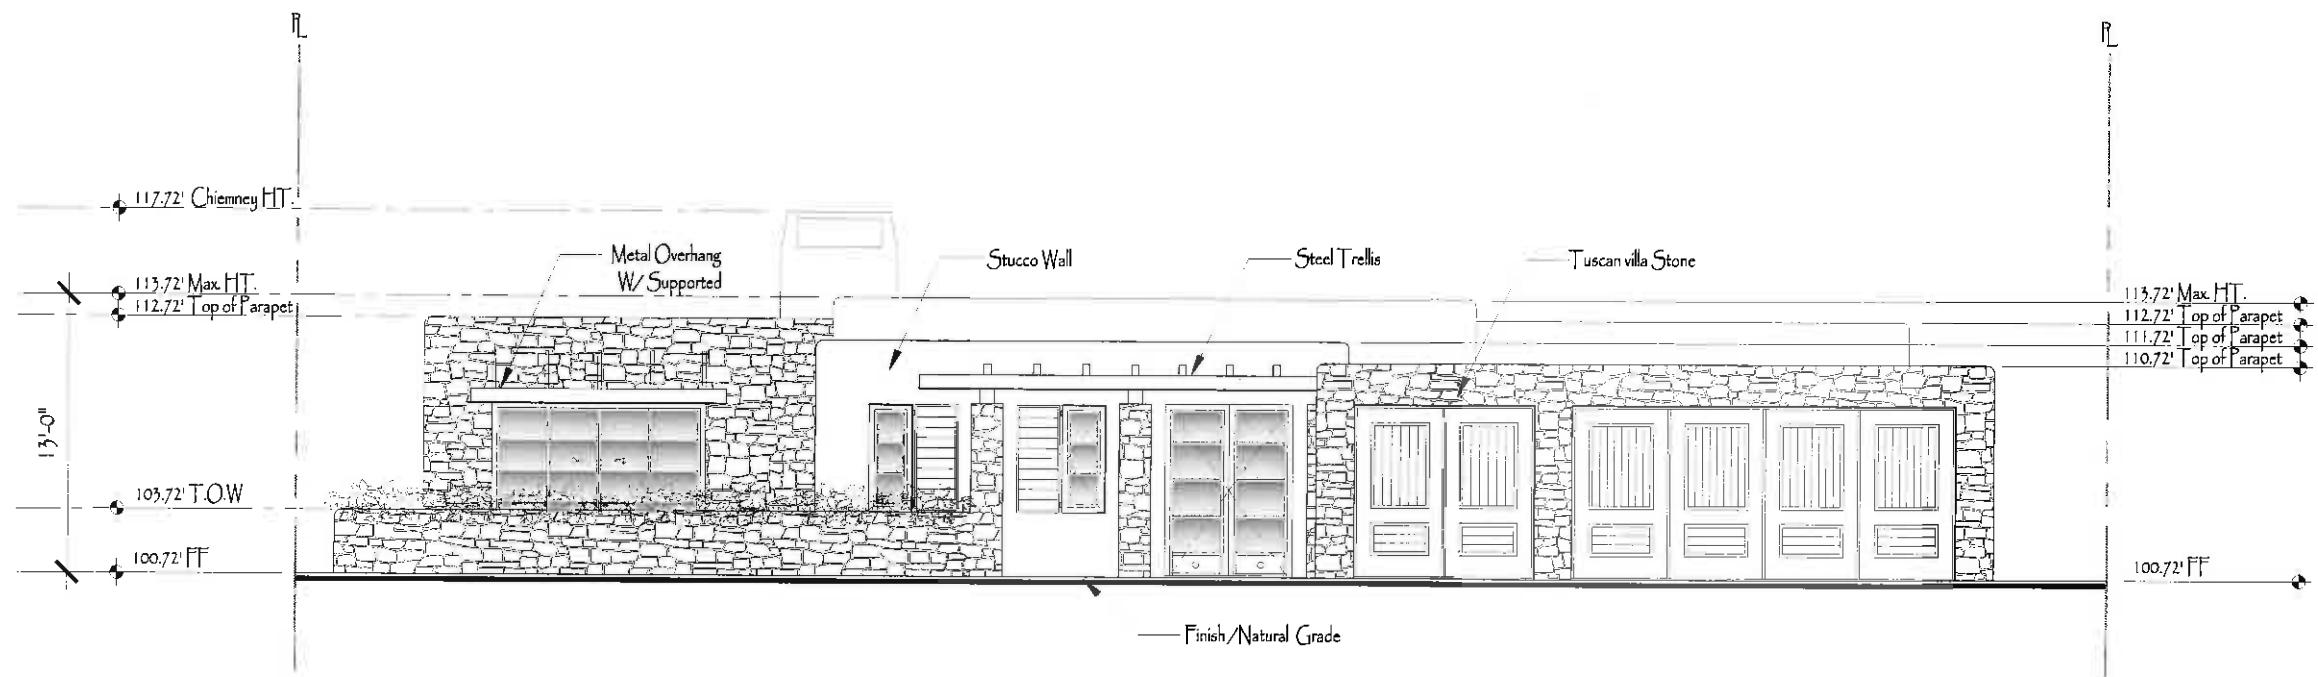 PL
PL
117.72' Chiemney HT.
Metal Overhang
W/ Supported
Stucco Wall
Steel Trellis
Tuscan villa Stone
113.72' Max. HT.
112.72' Top of Parapet
113.72' Max. HT.
112.72' Top of Parapet
111.72' Top of Parapet
110.72' Top of Parapet
13'-0"
103.72' T.O.W
100.72' FF
100.72' FF
Finish/Natural Grade